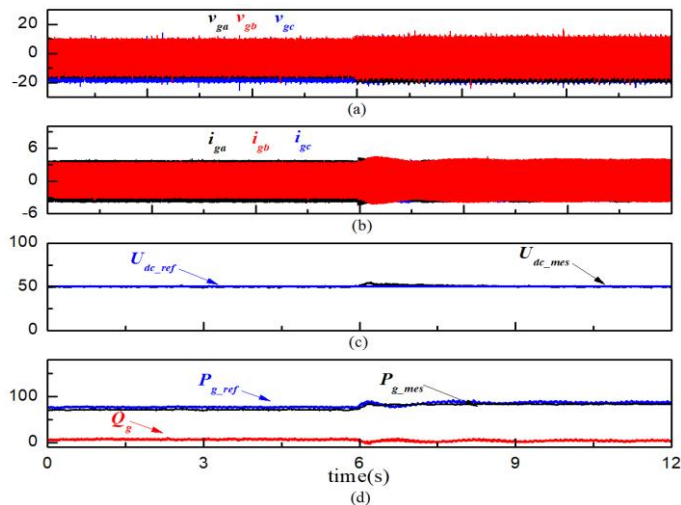 v_ga v_gb v_gc
20
0
-20
(a)
i_ga i_gb i_gc
6
0
-6
(b)
100
U_dc_ref
U_dc_mes
50
0
(c)
100
P_g_ref
P_g_mes
Q_g
0
0 3 6 9 12
time(s)
(d)